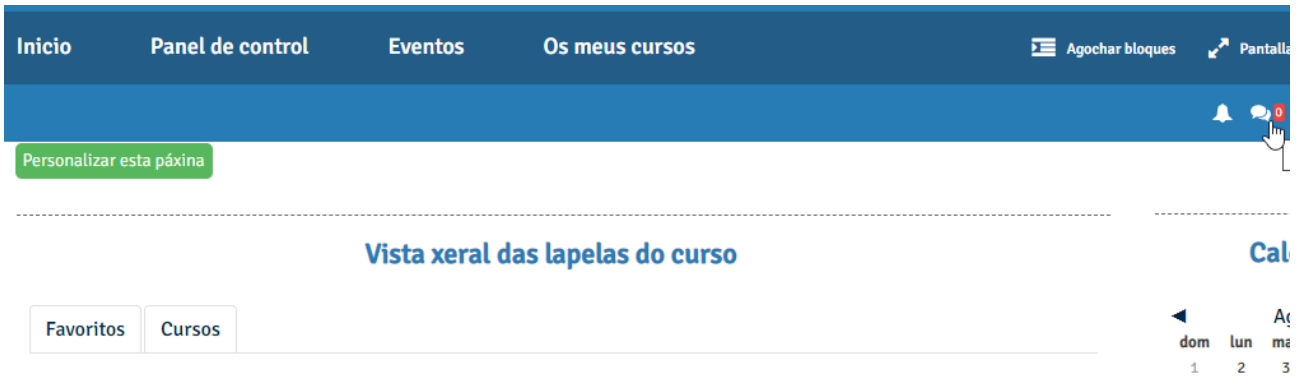 Inicio Panel de control Eventos Os meus cursos Agochar bloques Pantalla
0
Personalizar esta páxina
Vista xeral das lapelas do curso
Favoritos Cursos
dom lun
1 2 3